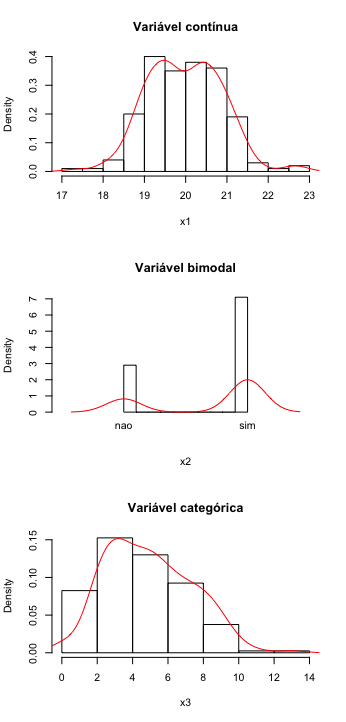 Variável contínua
Density
0.0 0.1 0.2 0.3 0.4
17 18 19 20 21 22 23
x1
Variável bimodal
Density
0 1 2 3 4 5 6 7
nao sim
x2
Variável categórica
Density
0.00 0.05 0.10 0.15
0 2 4 6 8 10 12 14
x3